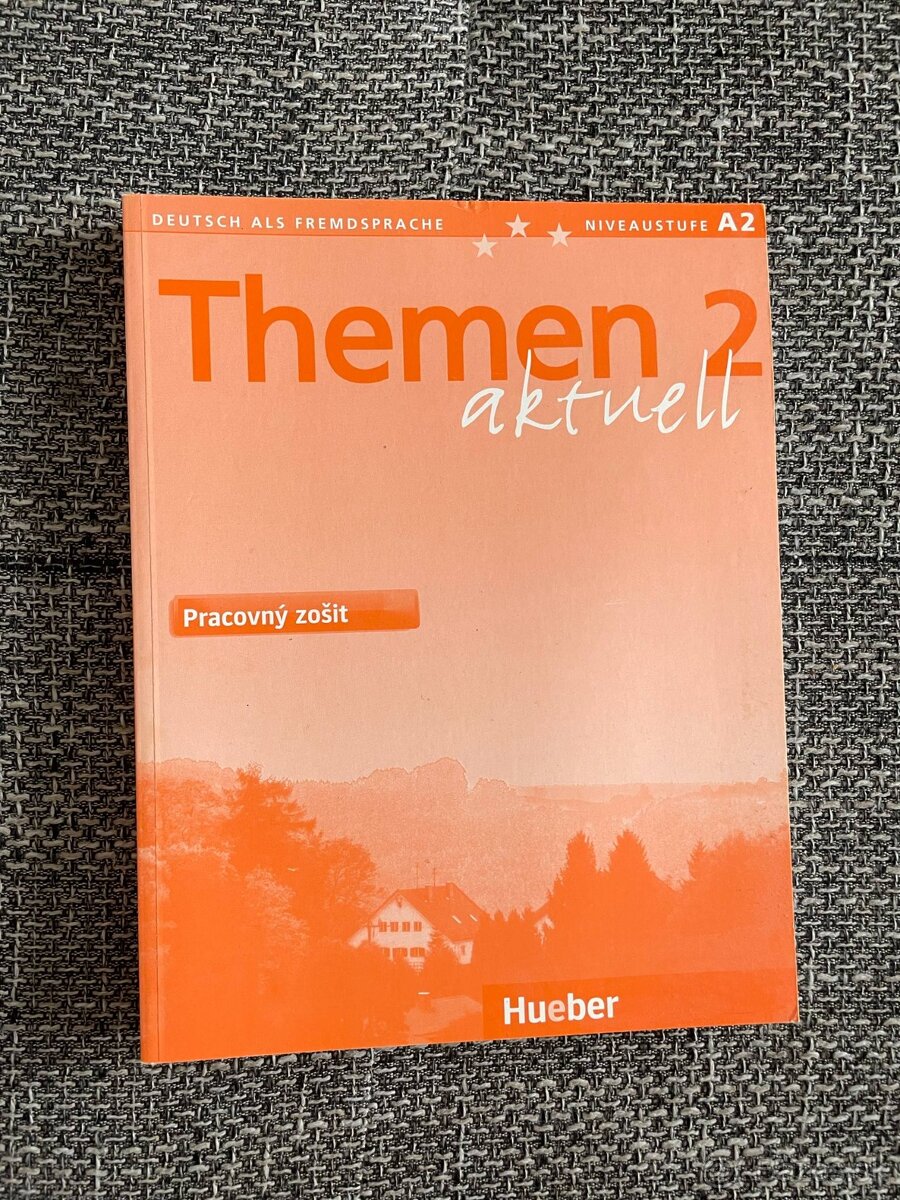 DEUTSCH ALS FREMDSPRACHE
NIVEAUSTUFE A2
Themen 2
aktuell
Pracovný zošit
Hueber